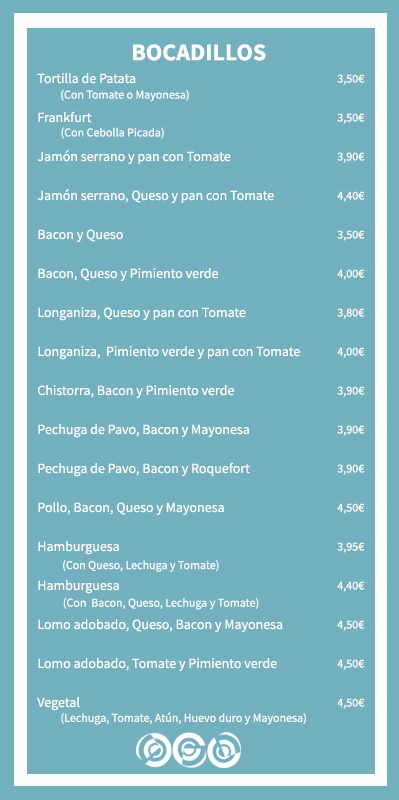 BOCADILLOS
Tortilla de Patata 3,50€
(Con Tomate o Mayonesa)
Frankfurt 3,50€
(Con Cebolla Picada)
Jamón serrano y pan con Tomate 3,90€
Jamón serrano, Queso y pan con Tomate 4,40€
Bacon y Queso 3,50€
Bacon, Queso y Pimiento verde 4,00€
Longaniza, Queso y pan con Tomate 3,80€
Longaniza, Pimiento verde y pan con Tomate 4,00€
Chistorra, Bacon y Pimiento verde 3,90€
Pechuga de Pavo, Bacon y Mayonesa 3,90€
Pechuga de Pavo, Bacon y Roquefort 3,90€
Pollo, Bacon, Queso y Mayonesa 4,50€
Hamburguesa 3,95€
(Con Queso, Lechuga y Tomate)
Hamburguesa 4,40€
(Con Bacon, Queso, Lechuga y Tomate)
Lomo adobado, Queso, Bacon y Mayonesa 4,50€
Lomo adobado, Tomate y Pimiento verde 4,50€
Vegetal 4,50€
(Lechuga, Tomate, Atún, Huevo duro y Mayonesa)